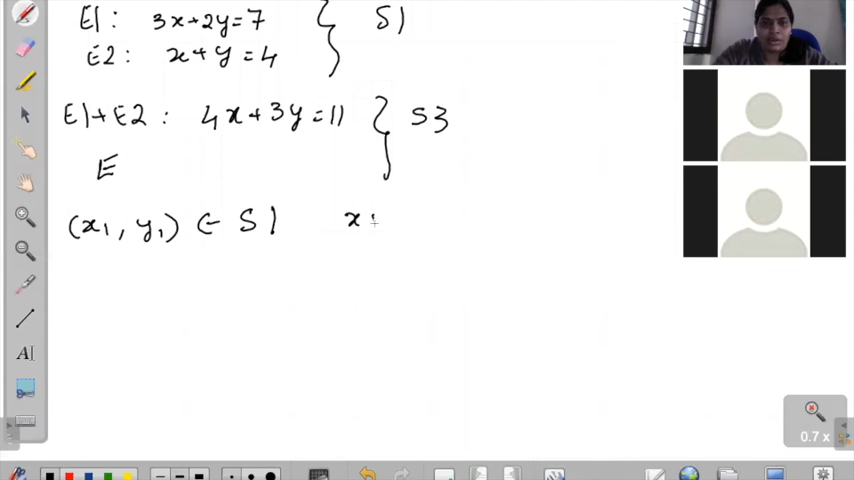 E1: 3x+2y=7 } S1
E2: x+y=4
E1+E2: 4x+3y=11 } S3
E
(x₁, y₁) ∈ S1 x
A
0.7 x